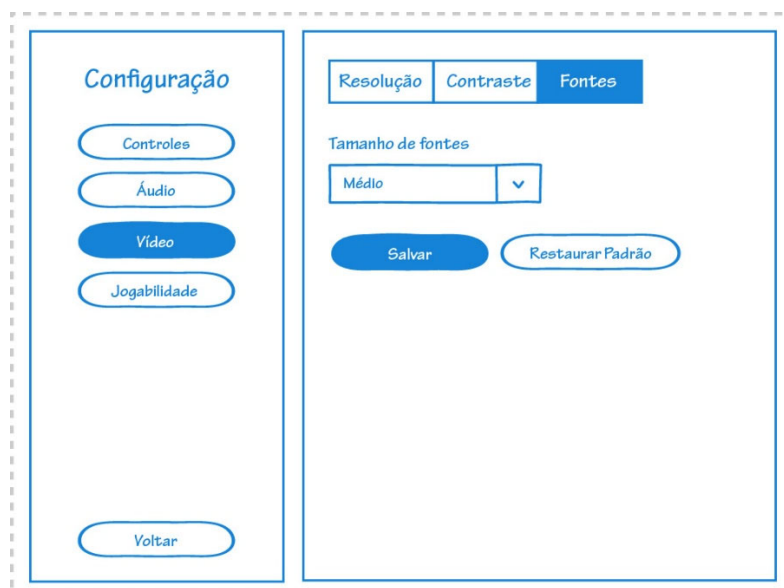 Configuração
Controles
Áudio
Vídeo
Jogabilidade
Voltar
Resolução Contraste Fontes
Tamanho de fontes
Médio
Salvar Restaurar Padrão